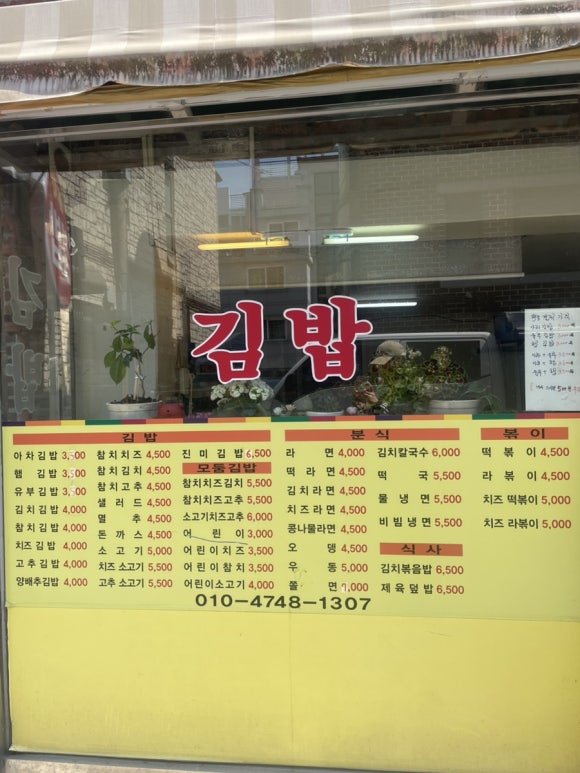 김밥
김 밥
아차김밥 3,500
햄 김밥 3,500
유부김밥 3,500
김치김밥 4,000
참치김밥 4,000
치즈김밥 4,000
고추김밥 4,000
양배추김밥 4,000
참치치즈 4,500
참치김치 4,500
참치고추 4,500
샐러드 4,500
멸추 4,500
돈까스 4,500
소고기 5,000
치즈소고기 5,500
고추소고기 5,500
진미김밥 6,500
모듬김밥
참치치즈김치 5,500
참치치즈고추 5,500
소고기치즈고추 6,000
어린이 3,000
어린이치즈 3,500
어린이참치 3,500
어린이소고기 4,000
분 식
라면 4,000
떡라면 4,500
김치라면 4,500
치즈라면 4,500
콩나물라면 4,500
오뎅 4,500
우동 5,000
쫄면
김치칼국수 6,000
떡국 5,500
물냉면 5,500
비빔냉면 5,500
식 사
김치볶음밥 6,500
제육덮밥 6,500
볶 이
떡볶이 4,500
라볶이 4,500
치즈떡볶이 5,000
치즈라볶이 5,000
010-4748-1307